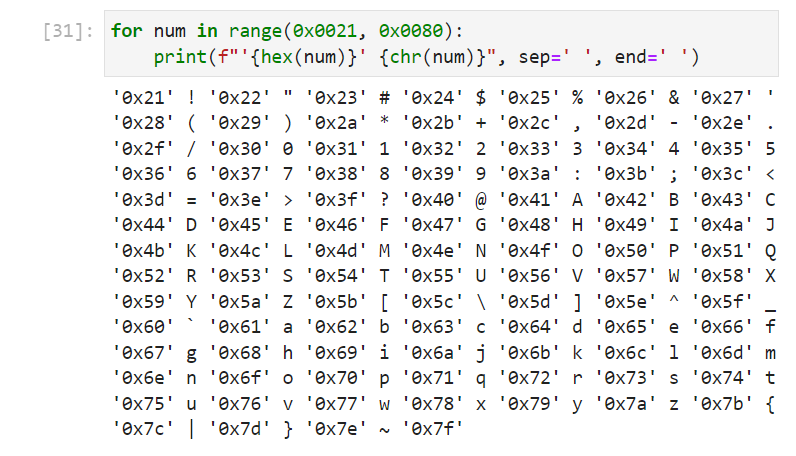 [31]: for num in range(0x0021, 0x0080):
    print(f"'{hex(num)}' {chr(num)}", sep=' ', end=' ')
'0x21' ! '0x22' " '0x23' # '0x24' $ '0x25' % '0x26' & '0x27' '
'0x28' ( '0x29' ) '0x2a' * '0x2b' + '0x2c' , '0x2d' - '0x2e' .
'0x2f' / '0x30' 0 '0x31' 1 '0x32' 2 '0x33' 3 '0x34' 4 '0x35' 5
'0x36' 6 '0x37' 7 '0x38' 8 '0x39' 9 '0x3a' : '0x3b' ; '0x3c' <
'0x3d' = '0x3e' > '0x3f' ? '0x40' @ '0x41' A '0x42' B '0x43' C
'0x44' D '0x45' E '0x46' F '0x47' G '0x48' H '0x49' I '0x4a' J
'0x4b' K '0x4c' L '0x4d' M '0x4e' N '0x4f' O '0x50' P '0x51' Q
'0x52' R '0x53' S '0x54' T '0x55' U '0x56' V '0x57' W '0x58' X
'0x59' Y '0x5a' Z '0x5b' [ '0x5c' \ '0x5d' ] '0x5e' ^ '0x5f' _
'0x60' ` '0x61' a '0x62' b '0x63' c '0x64' d '0x65' e '0x66' f
'0x67' g '0x68' h '0x69' i '0x6a' j '0x6b' k '0x6c' l '0x6d' m
'0x6e' n '0x6f' o '0x70' p '0x71' q '0x72' r '0x73' s '0x74' t
'0x75' u '0x76' v '0x77' w '0x78' x '0x79' y '0x7a' z '0x7b' {
'0x7c' | '0x7d' } '0x7e' ~ '0x7f'